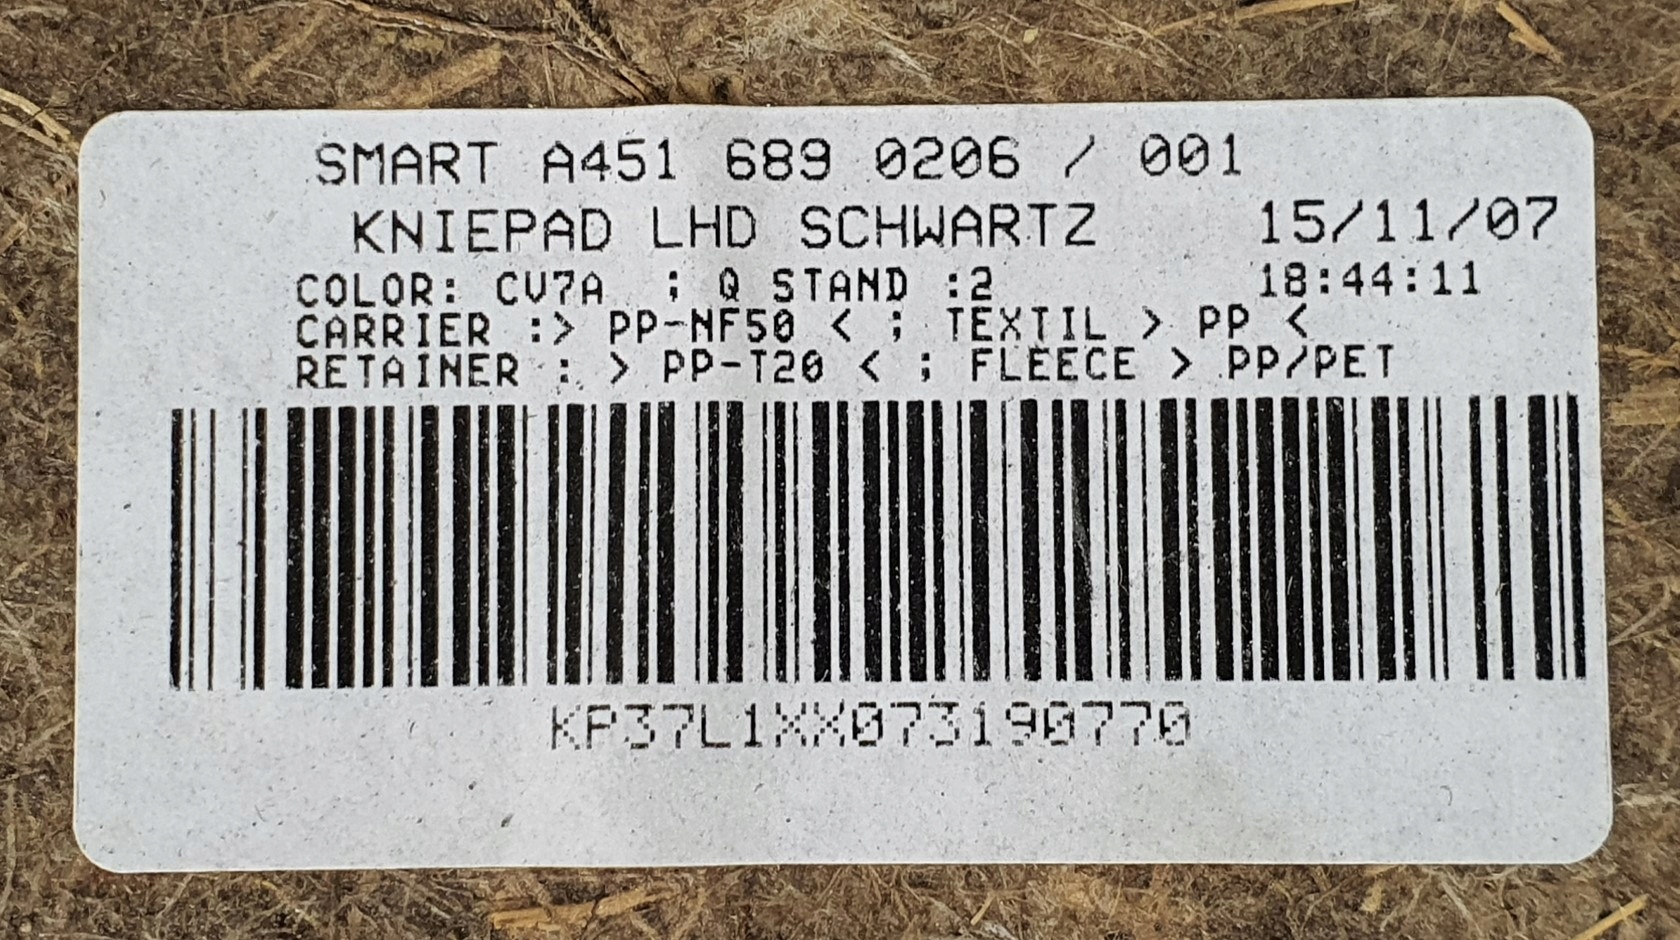 SMART A451 689 0206 / 001
KNIEPAD LHD SCHWARTZ 15/11/07
COLOR: CV7A ; Q STAND :2 18:44:11
CARRIER :> PP-NF50 < ; TEXTIL > PP <
RETAINER : > PP-T20 < ; FLEECE > PP/PET
KP37L1XX073190770